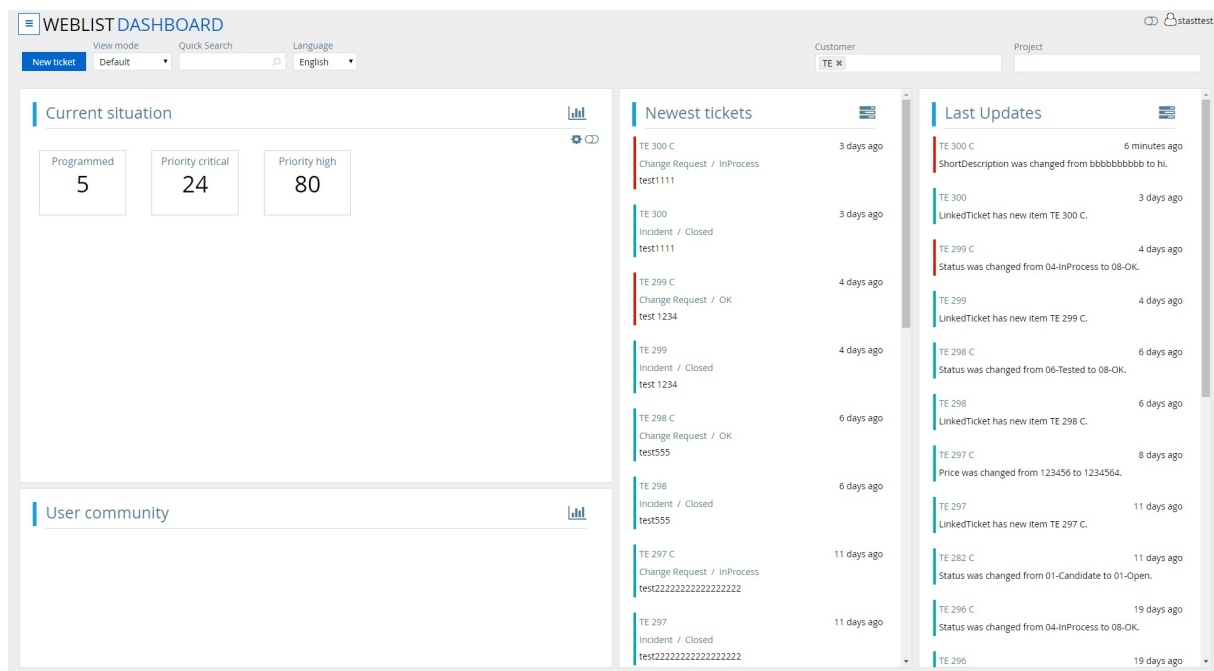 WEBLIST DASHBOARD
stasttest
View mode
Quick Search
Language
Customer
Project
New ticket
Default
English
TE
Current situation
Programmed
5
Priority critical
24
Priority high
80
User community
Newest tickets
TE 300 C 3 days ago
Change Request / InProcess
test1111
TE 300 3 days ago
Incident / Closed
test1111
TE 299 C 4 days ago
Change Request / OK
test 1234
TE 299 4 days ago
Incident / Closed
test 1234
TE 298 C 6 days ago
Change Request / OK
test555
TE 298 6 days ago
Incident / Closed
test555
TE 297 C 11 days ago
Change Request / InProcess
test22222222222222222
TE 297 11 days ago
Incident / Closed
test22222222222222222
Last Updates
TE 300 C 6 minutes ago
ShortDescription was changed from bbbbbbbbbb to hi.
TE 300 3 days ago
LinkedTicket has new item TE 300 C.
TE 299 C 4 days ago
Status was changed from 04-InProcess to 08-OK.
TE 299 4 days ago
LinkedTicket has new item TE 299 C.
TE 298 C 6 days ago
Status was changed from 06-Tested to 08-OK.
TE 298 6 days ago
LinkedTicket has new item TE 298 C.
TE 297 C 8 days ago
Price was changed from 123456 to 1234564.
TE 297 11 days ago
LinkedTicket has new item TE 297 C.
TE 282 C 11 days ago
Status was changed from 01-Candidate to 01-Open.
TE 296 C 19 days ago
Status was changed from 04-InProcess to 08-OK.
TE 296 19 days ago